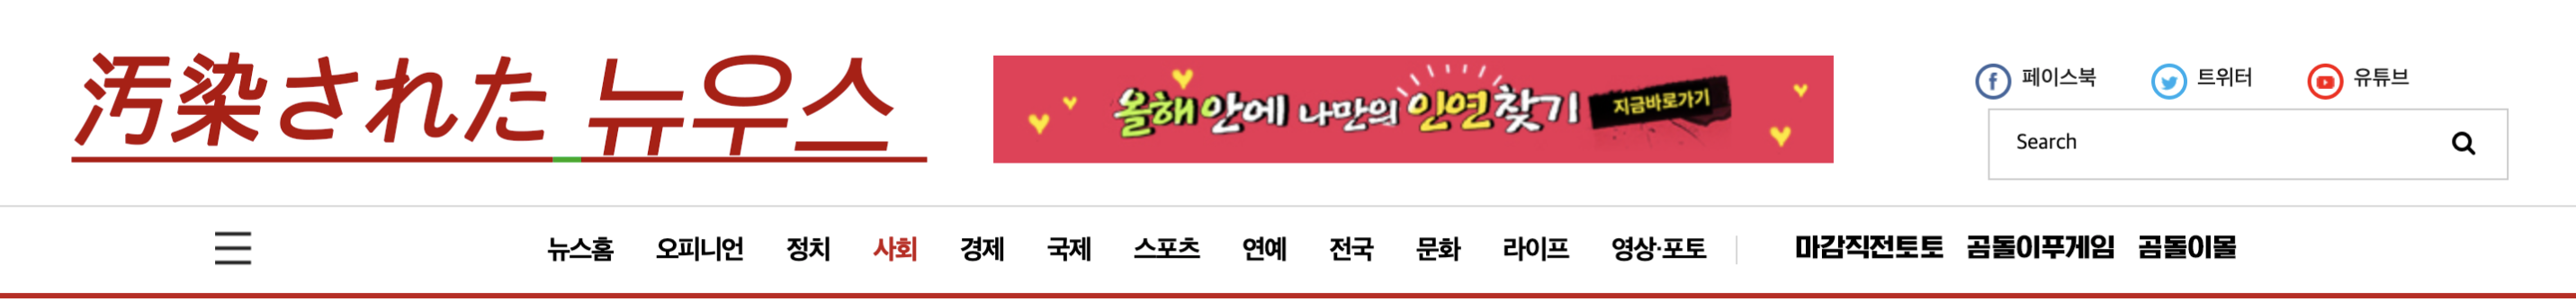 汚染された 뉴우스
올해안에 나만의 인연찾기 지금바로가기
페이스북 트위터 유튜브
Search
뉴스홈 오피니언 정치 사회 경제 국제 스포츠 연예 전국 문화 라이프 영상·포토 마감직전토토 곰돌이푸게임 곰돌이몰